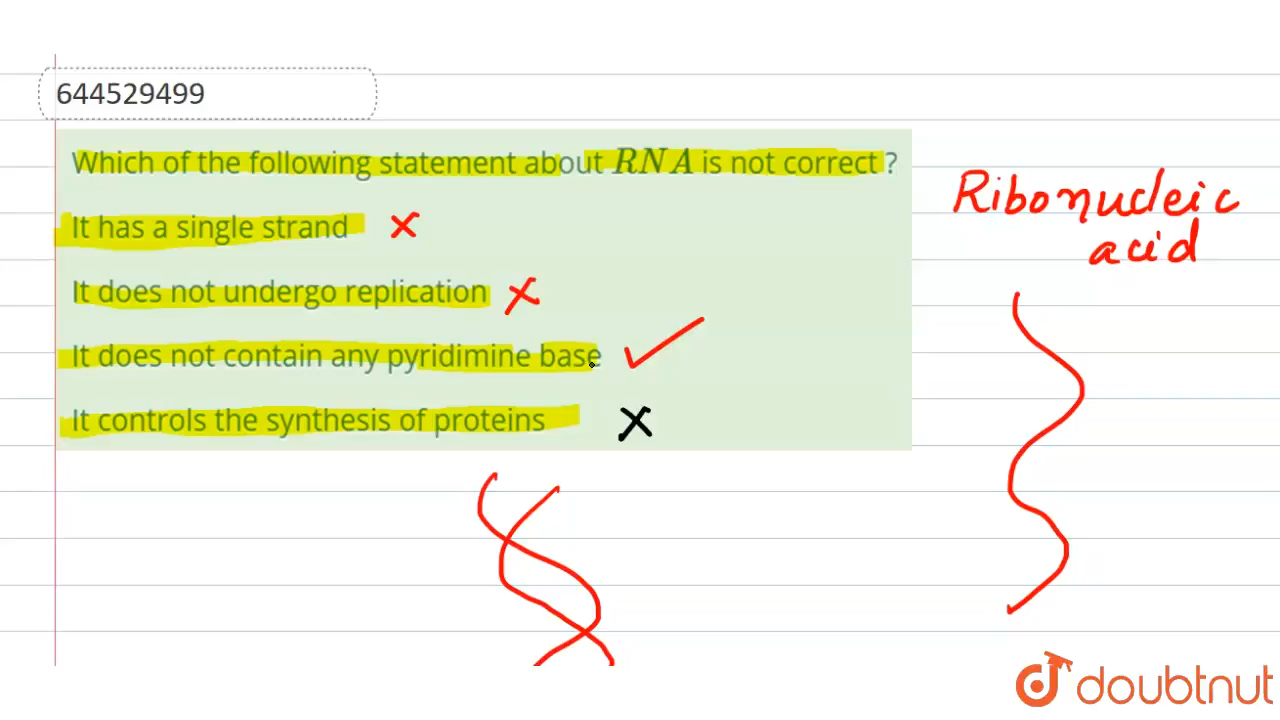 644529499
Which of the following statement about RNA is not correct ?
It has a single strand
It does not undergo replication
It does not contain any pyridimine base
It controls the synthesis of proteins
Ribonucleic
acid
doubtnut